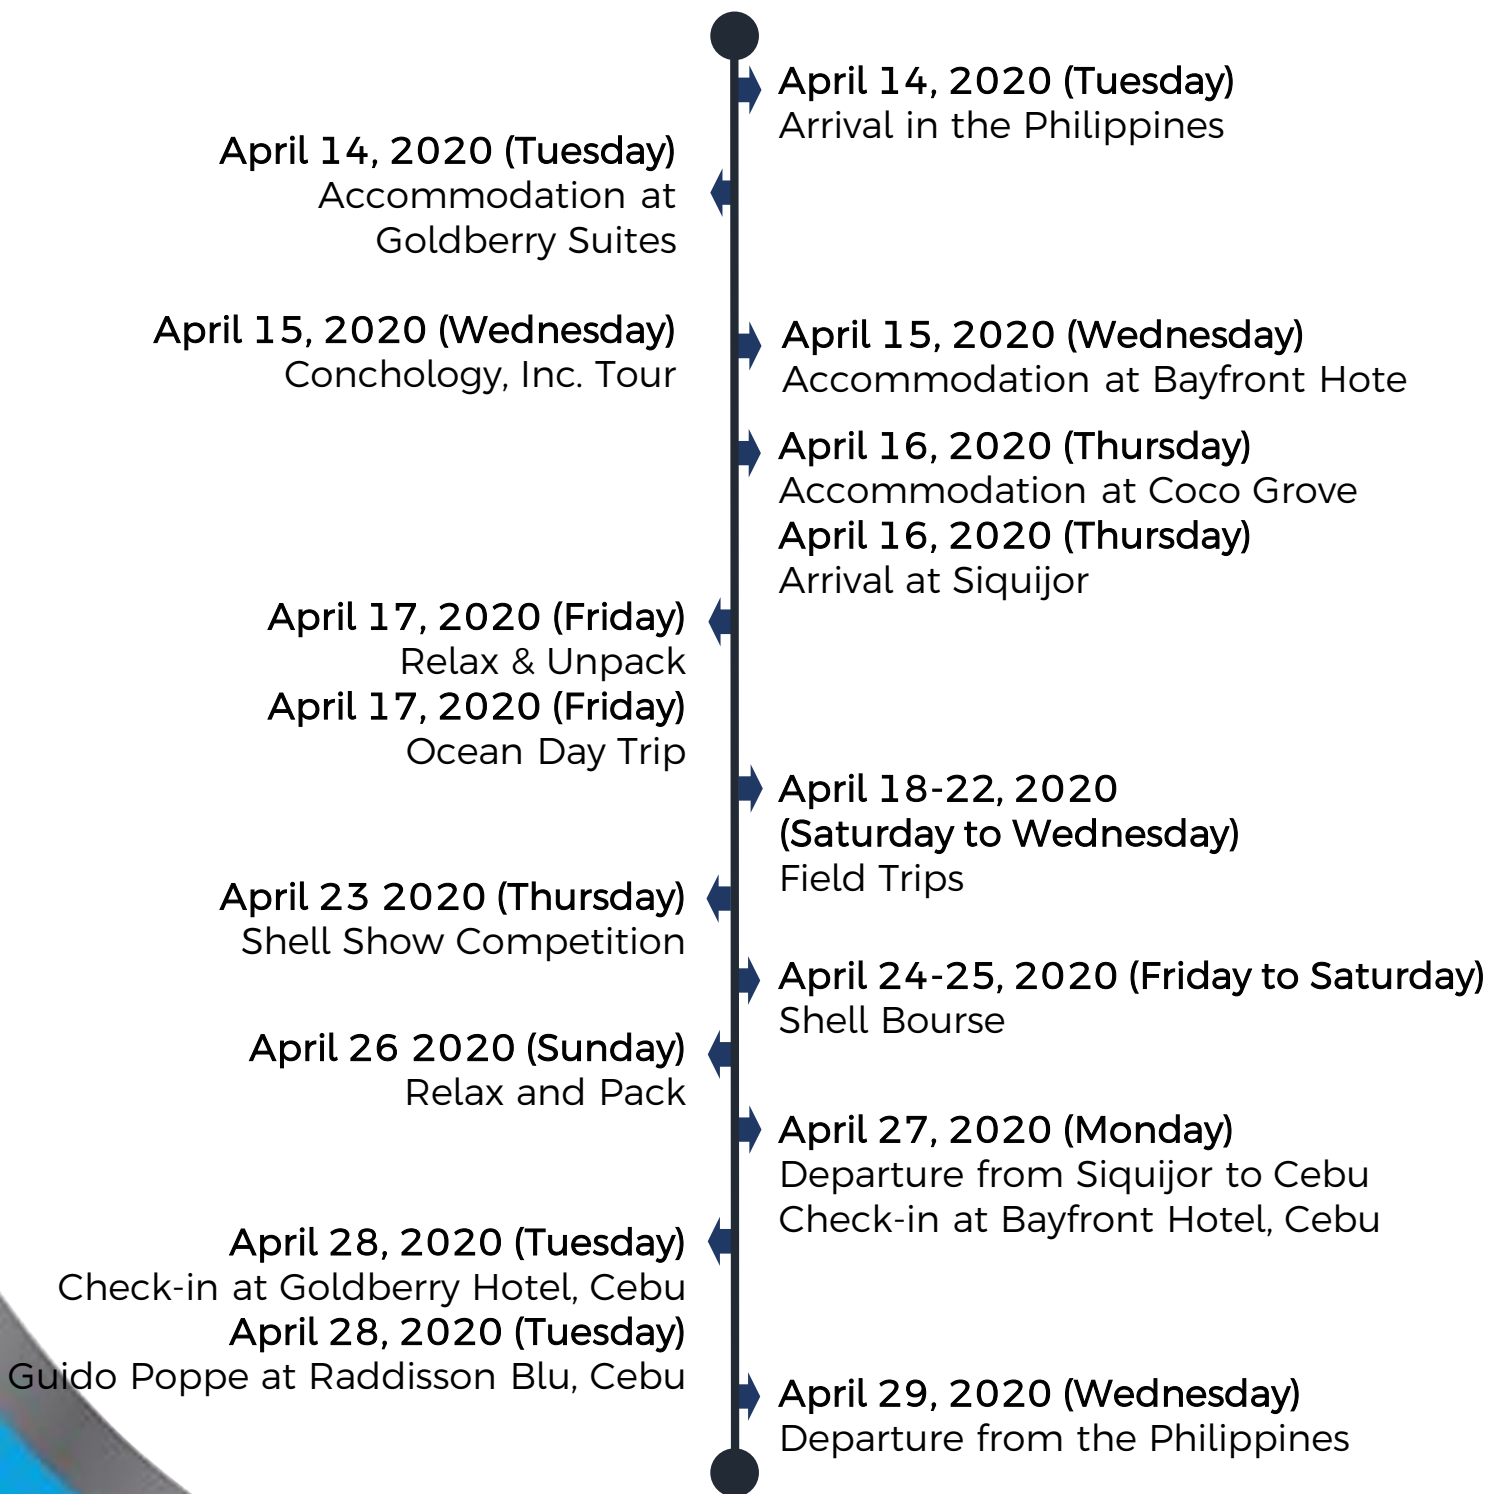 April 14, 2020 (Tuesday)
Arrival in the Philippines
April 14, 2020 (Tuesday)
Accommodation at
Goldberry Suites
April 15, 2020 (Wednesday)
Conchology, Inc. Tour
April 15, 2020 (Wednesday)
Accommodation at Bayfront Hote
April 16, 2020 (Thursday)
Accommodation at Coco Grove
April 16, 2020 (Thursday)
Arrival at Siquijor
April 17, 2020 (Friday)
Relax & Unpack
April 17, 2020 (Friday)
Ocean Day Trip
April 18-22, 2020
(Saturday to Wednesday)
Field Trips
April 23 2020 (Thursday)
Shell Show Competition
April 24-25, 2020 (Friday to Saturday)
Shell Bourse
April 26 2020 (Sunday)
Relax and Pack
April 27, 2020 (Monday)
Departure from Siquijor to Cebu
Check-in at Bayfront Hotel, Cebu
April 28, 2020 (Tuesday)
Check-in at Goldberry Hotel, Cebu
April 28, 2020 (Tuesday)
Guido Poppe at Raddisson Blu, Cebu
April 29, 2020 (Wednesday)
Departure from the Philippines